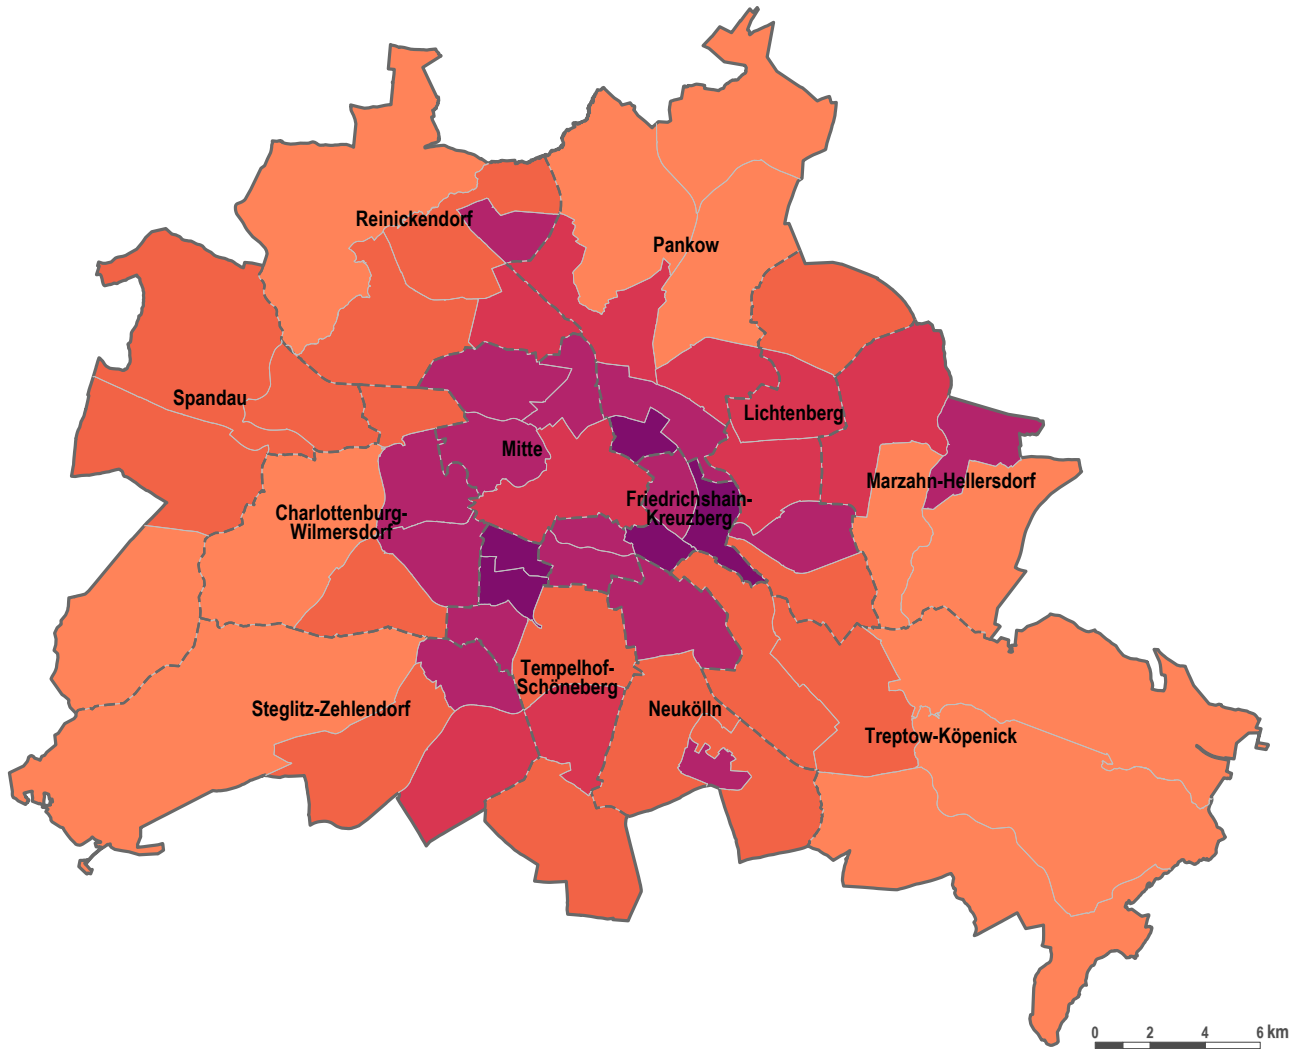 Reinickendorf
Pankow
Spandau
Lichtenberg
Mitte
Marzahn-Hellersdorf
Friedrichshain-
Kreuzberg
Charlottenburg-
Wilmersdorf
Tempelhof-
Schöneberg
Steglitz-Zehlendorf
Neukölln
Treptow-Köpenick
0 2 4 6 km